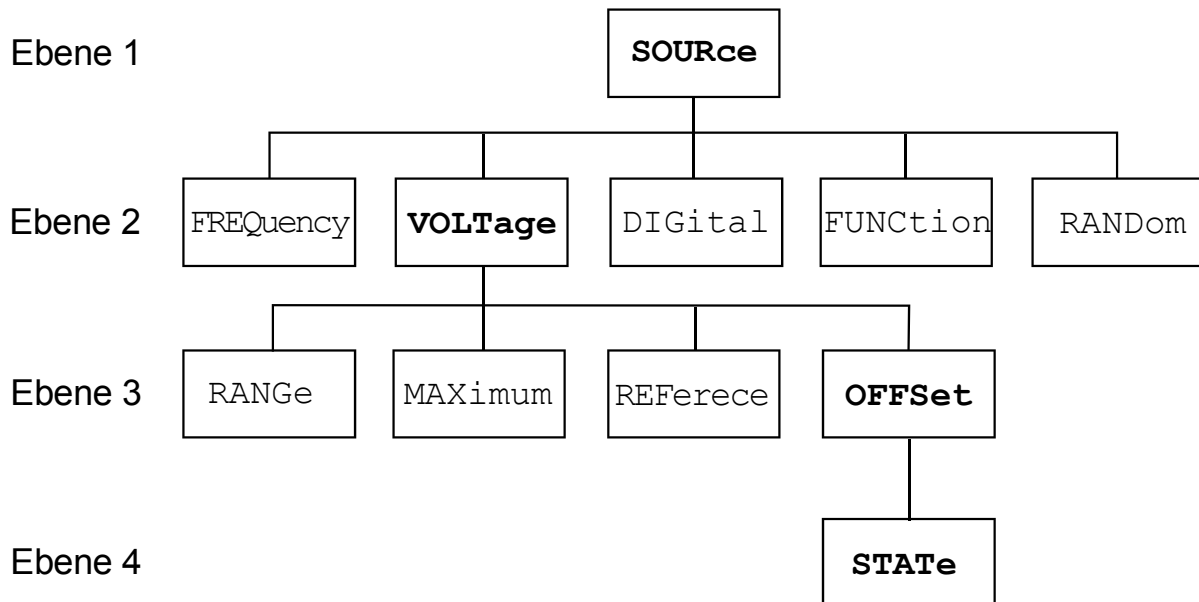 Ebene 1
SOURce
Ebene 2
FREQuency
VOLTage
DIGital
FUNCtion
RANDom
Ebene 3
RANGe
MAXimum
REFerece
OFFSet
Ebene 4
STATe